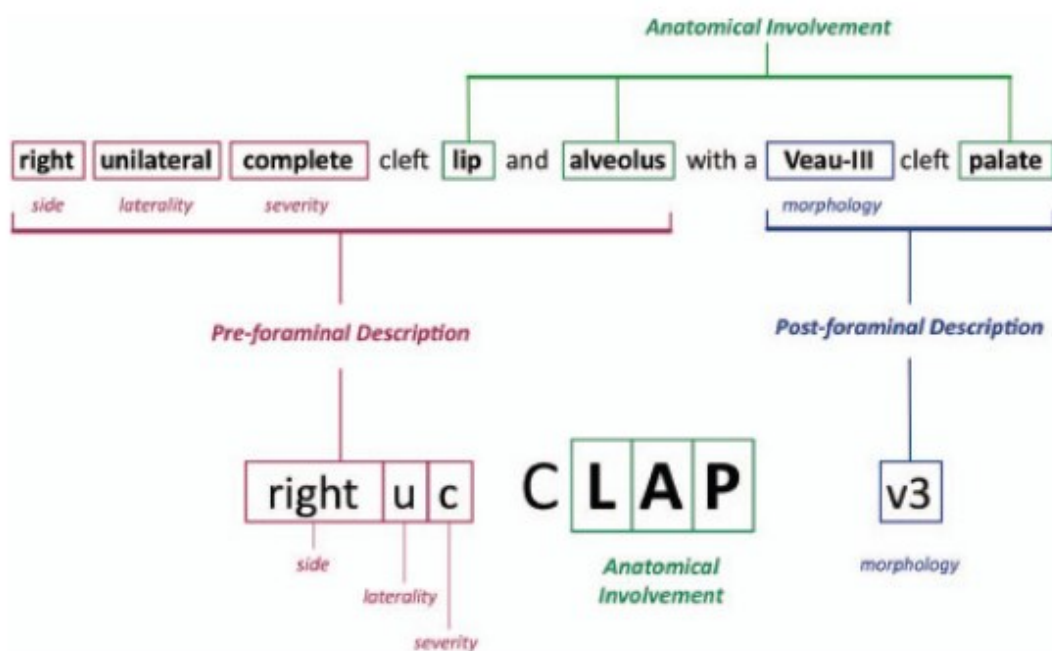 Anatomical Involvement
right unilateral complete cleft lip and alveolus with a Veau-III cleft palate
side laterality severity morphology
Pre-foraminal Description
Post-foraminal Description
right u c C L A P v3
side
laterality
severity
Anatomical
Involvement
morphology